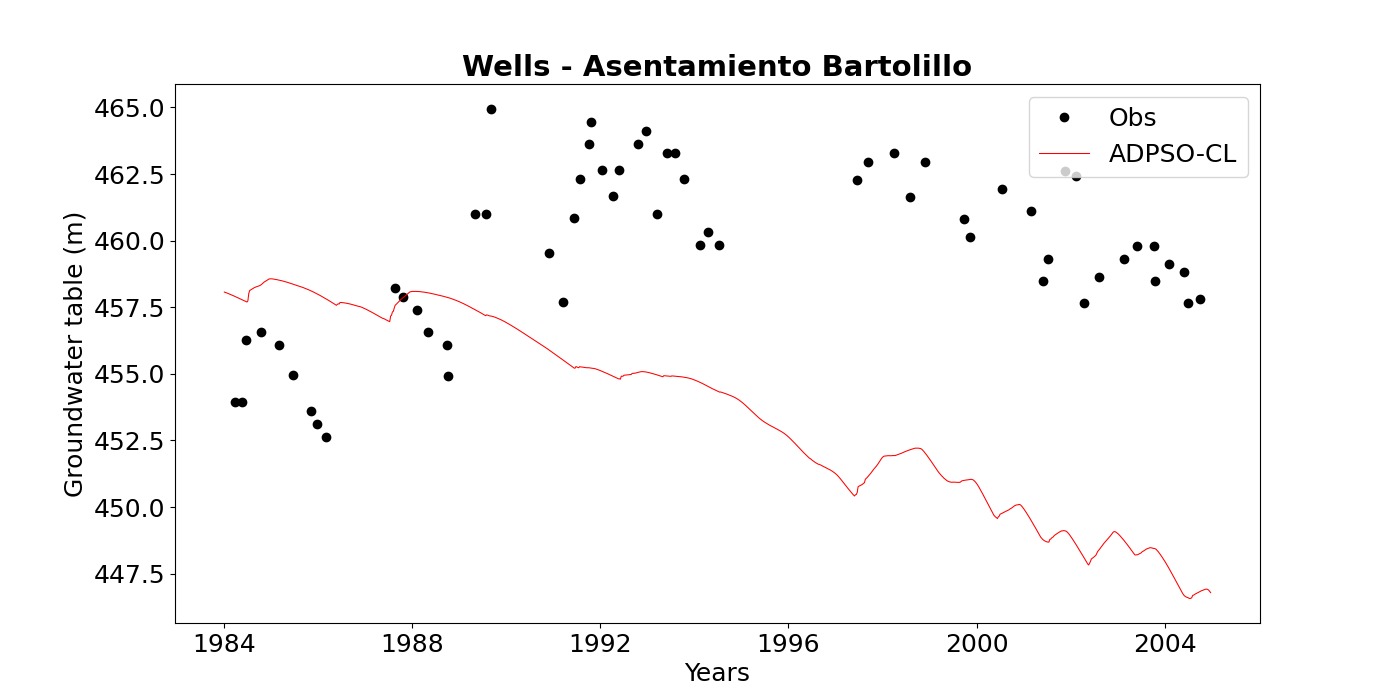 Wells - Asentamiento Bartolillo
Obs
ADPSO-CL
Groundwater table (m)
465.0
462.5
460.0
457.5
455.0
452.5
450.0
447.5
1984
1988
1992
1996
2000
2004
Years